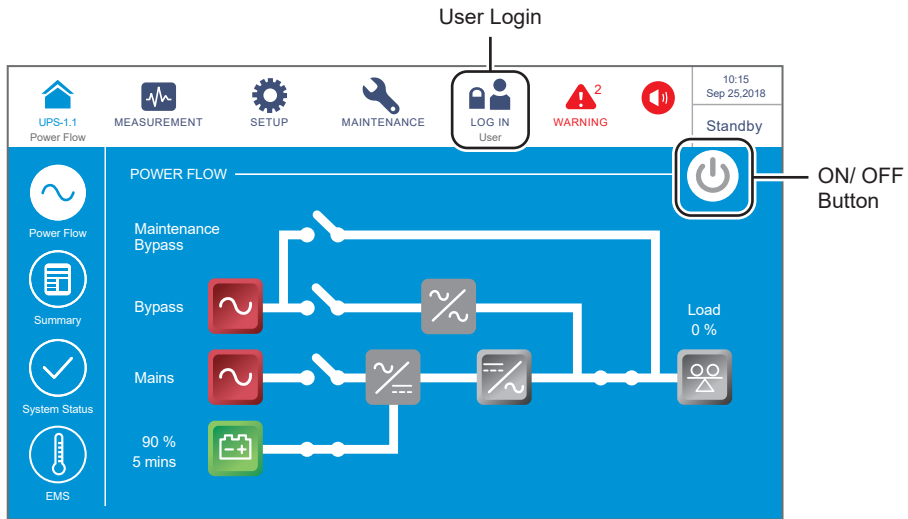 User Login
UPS-1.1
Power Flow
MEASUREMENT
SETUP
MAINTENANCE
LOG IN
User
2
WARNING
10:15
Sep 25,2018
Standby
ON/ OFF
Button
POWER FLOW
Power Flow
Summary
System Status
EMS
Maintenance
Bypass
Bypass
Mains
90 %
5 mins
Load
0 %